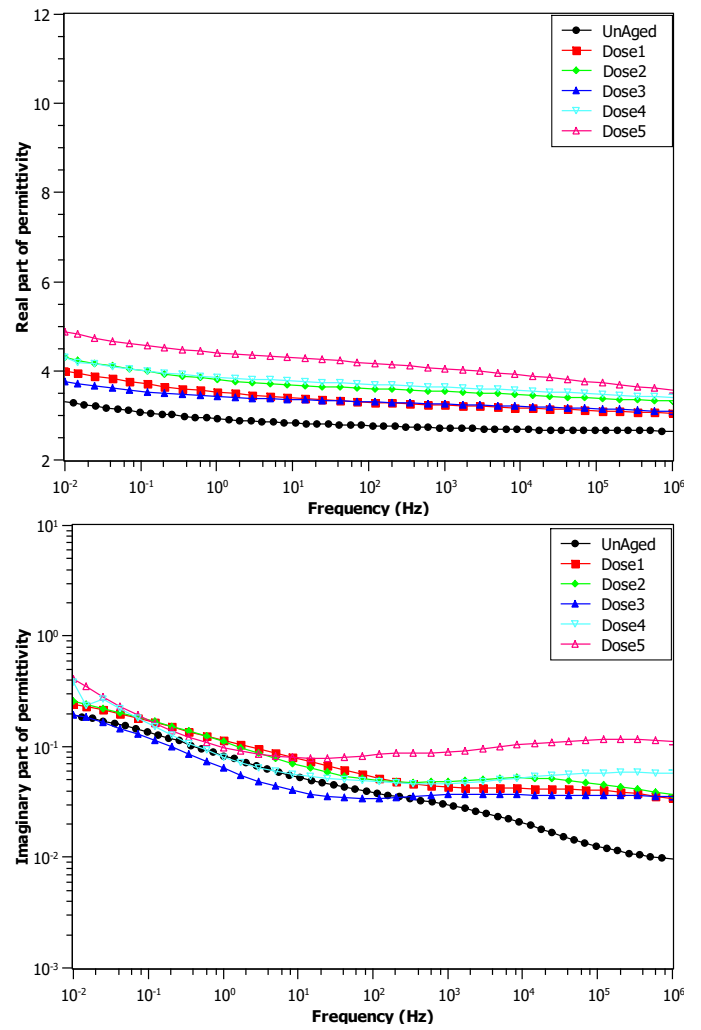 12
10
8
6
4
2
Real part of permittivity
UnAged
Dose1
Dose2
Dose3
Dose4
Dose5
10-2 10-1 100 101 102 103 104 105 106
Frequency (Hz)
101
100
10-1
10-2
10-3
Imaginary part of permittivity
UnAged
Dose1
Dose2
Dose3
Dose4
Dose5
10-2 10-1 100 101 102 103 104 105 106
Frequency (Hz)